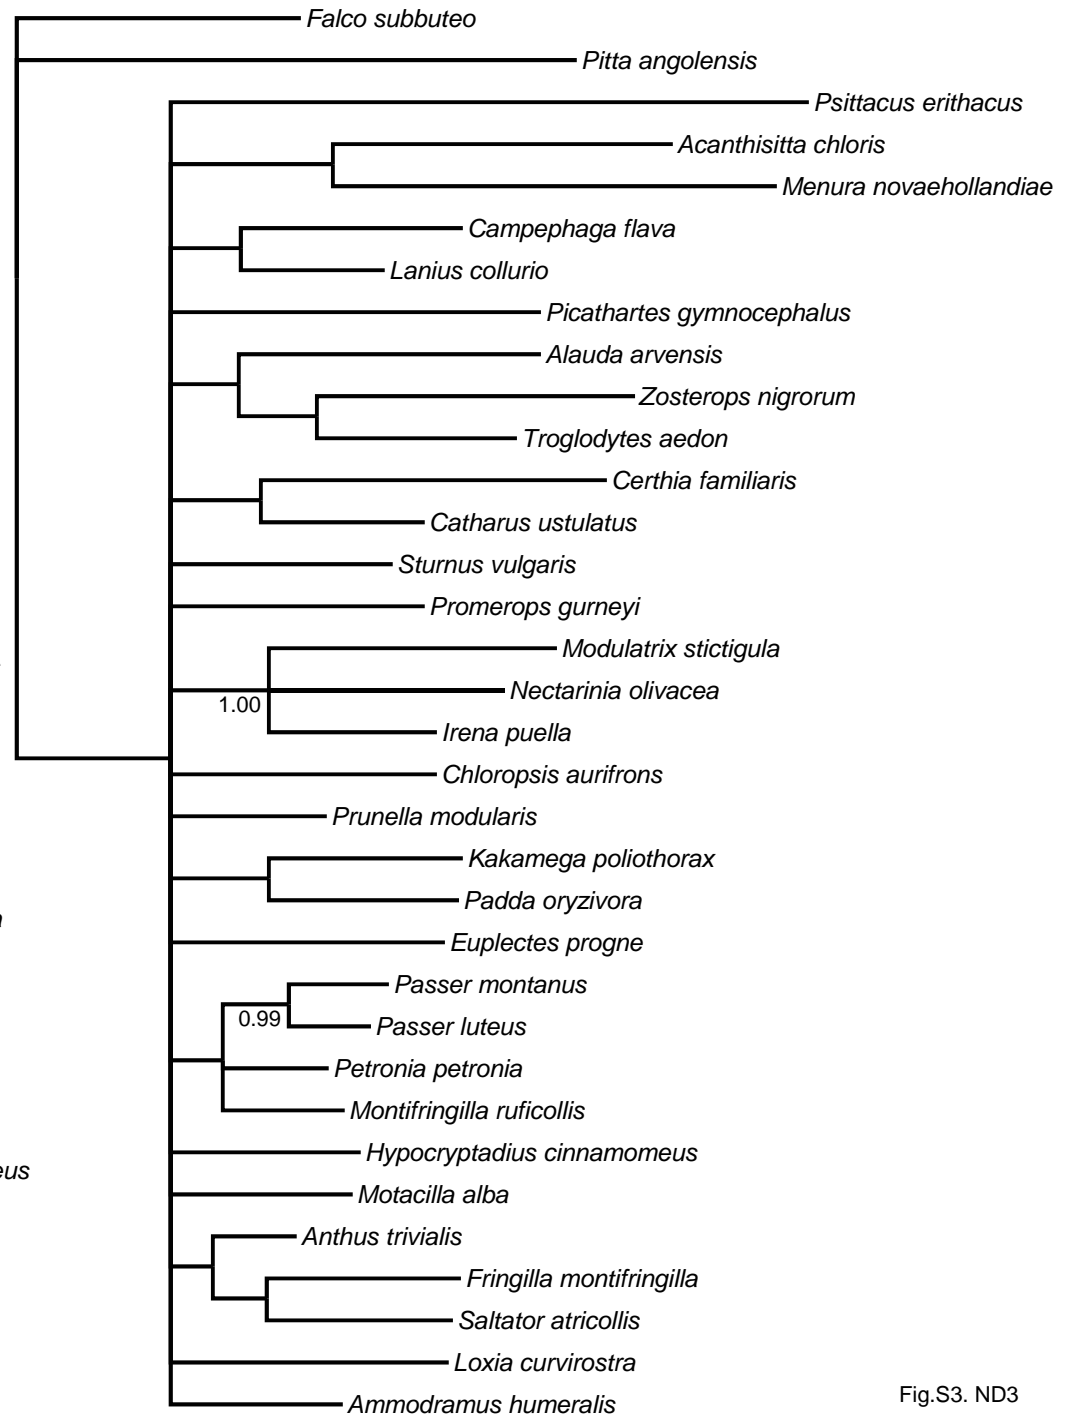 Falco subbuteo
Pitta angolensis
Psittacus erithacus
Acanthisitta chloris
Menura novaehollandiae
Campephaga flava
Lanius collurio
Picathartes gymnocephalus
Alauda arvensis
Zosterops nigrorum
Troglodytes aedon
Certhia familiaris
Catharus ustulatus
Sturnus vulgaris
Promerops gurneyi
Modulatrix stictigula
Nectarinia olivacea
1.00
Irena puella
Chloropsis aurifrons
Prunella modularis
Kakamega poliothorax
Padda oryzivora
Euplectes progne
Passer montanus
0.99
Passer luteus
Petronia petronia
Montifringilla ruficollis
Hypocryptadius cinnamomeus
eus
Motacilla alba
Anthus trivialis
Fringilla montifringilla
Saltator atricollis
Loxia curvirostra
Ammodramus humeralis
Fig.S3. ND3